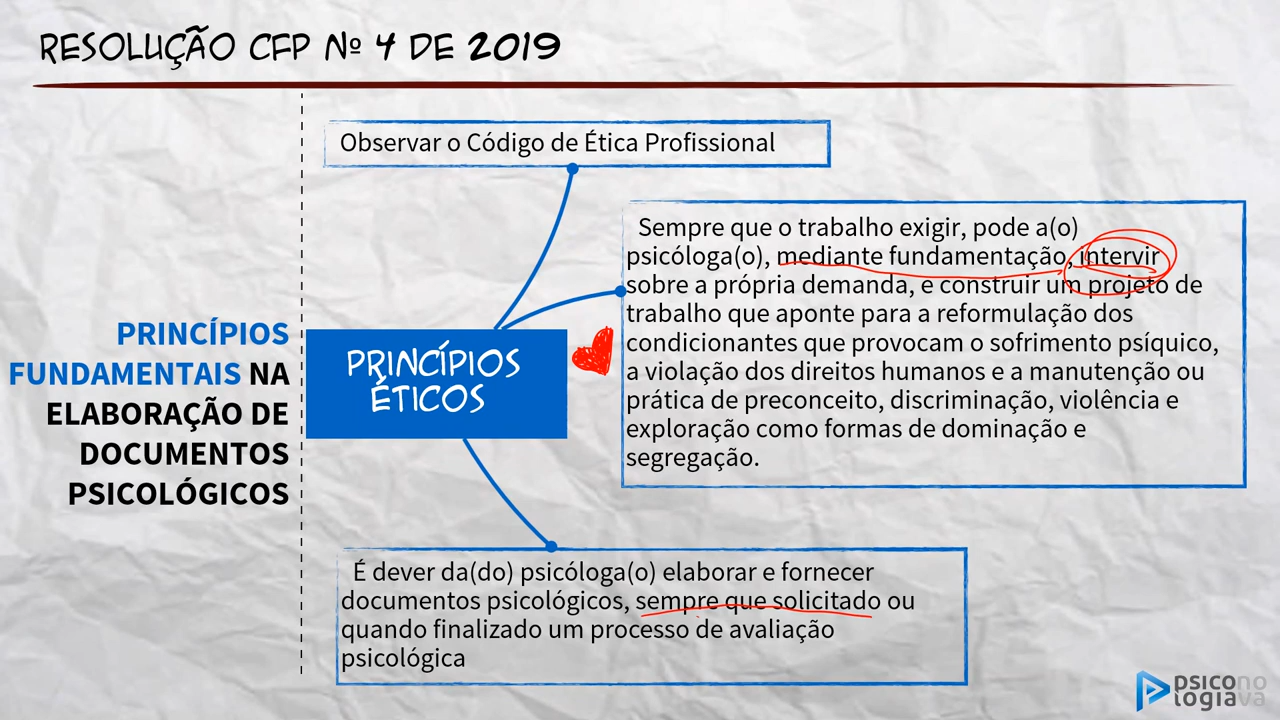 RESOLUÇÃO CFP Nº 4 DE 2019
PRINCÍPIOS
FUNDAMENTAIS NA
ELABORAÇÃO DE
DOCUMENTOS
PSICOLÓGICOS
PRINCÍPIOS
ÉTICOS
Observar o Código de Ética Profissional
Sempre que o trabalho exigir, pode a(o)
psicóloga(o), mediante fundamentação, intervir
sobre a própria demanda, e construir um projeto de
trabalho que aponte para a reformulação dos
condicionantes que provocam o sofrimento psíquico,
a violação dos direitos humanos e a manutenção ou
prática de preconceito, discriminação, violência e
exploração como formas de dominação e
segregação.
É dever da(do) psicóloga(o) elaborar e fornecer
documentos psicológicos, sempre que solicitado ou
quando finalizado um processo de avaliação
psicológica
psicono
logiava